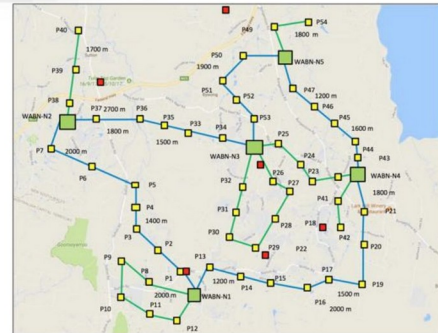 P40
P49
P54
1800 m
1700 m
P50
WABN-N5
P39
1900 m
P47
P51
1200 m
P38
P52
P46
WABN-N2
P37
2700 m
P36
P53
P45
1800 m
P35
P33
1600 m
1500 m
P34
P25
P44
P7
2000 m
WABN-N3
P24
P43
P6
P26
P23
WABN-N4
P5
P32
P27
1800 m
P41
P4
P31
P21
1400 m
P28
P18
P3
P30
P42
P2
P29
P22
P20
P9
P13
P8
P1
1200 m
P14
P15
P17
1500 m
P19
2000 m
WABN-N1
P16
2000 m
P10
P11
P12